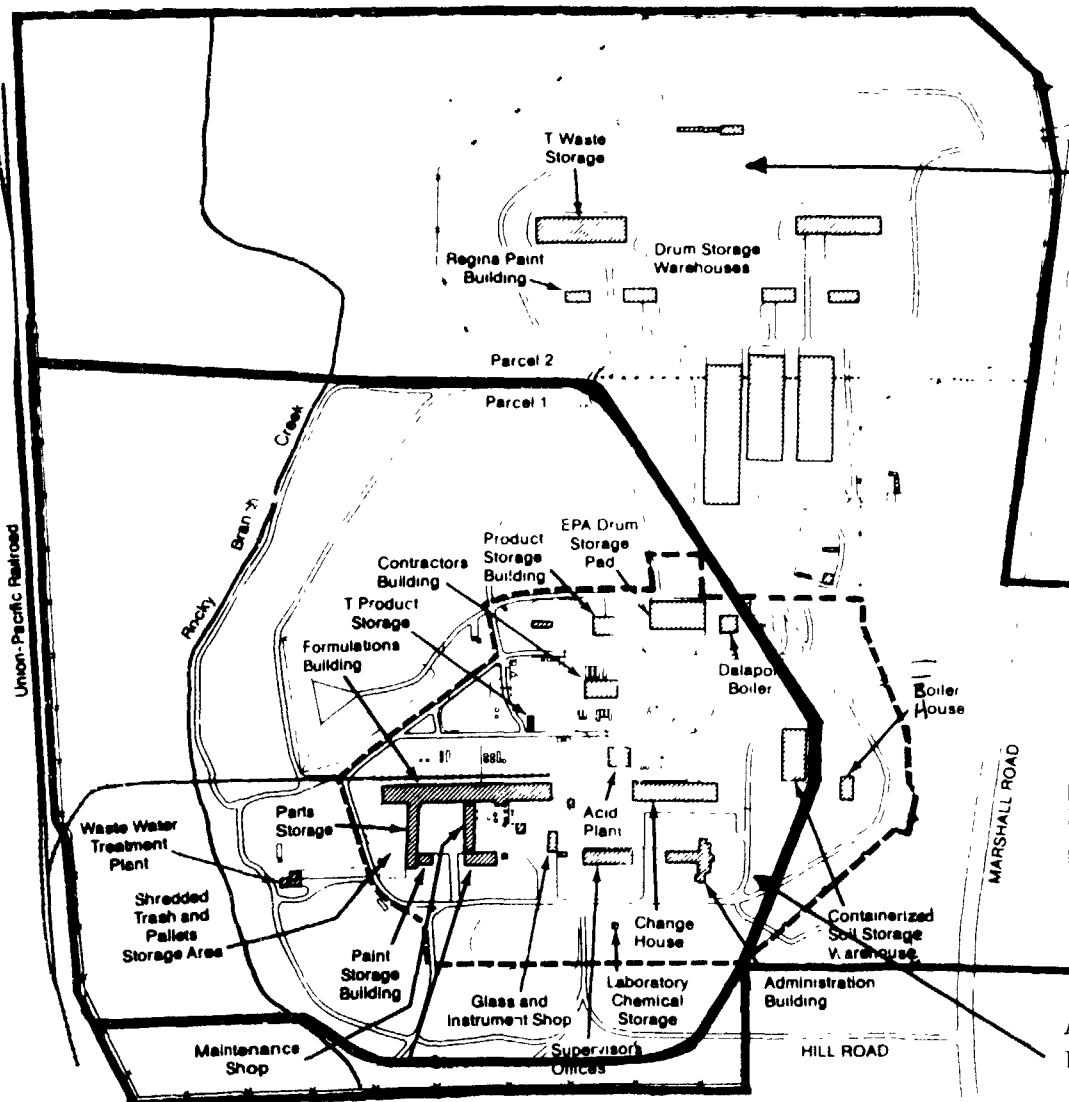 T Waste
Storage
Regina Paint
Building
Drum Storage
Warehouses
Parcel 2
Parcel 1
Creek
Branch
Rocky
Union-Pacific Railroad
EPA Drum
Storage
Pad
Product
Storage
Building
Contractors
Building
T Product
Storage
Formulations
Building
Dalapon
Boiler
Boiler
House
MARSHALL ROAD
Parts
Storage
Acid
Plant
Waste Water
Treatment
Plant
Shredded
Trash and
Pallets
Storage Area
Paint
Storage
Building
Glass and
Instrument Shop
Change
House
Laboratory
Chemical
Storage
Containerized
Soil Storage
Warehouse
Administration
Building
Maintenance
Shop
Supervisors
Offices
HILL ROAD